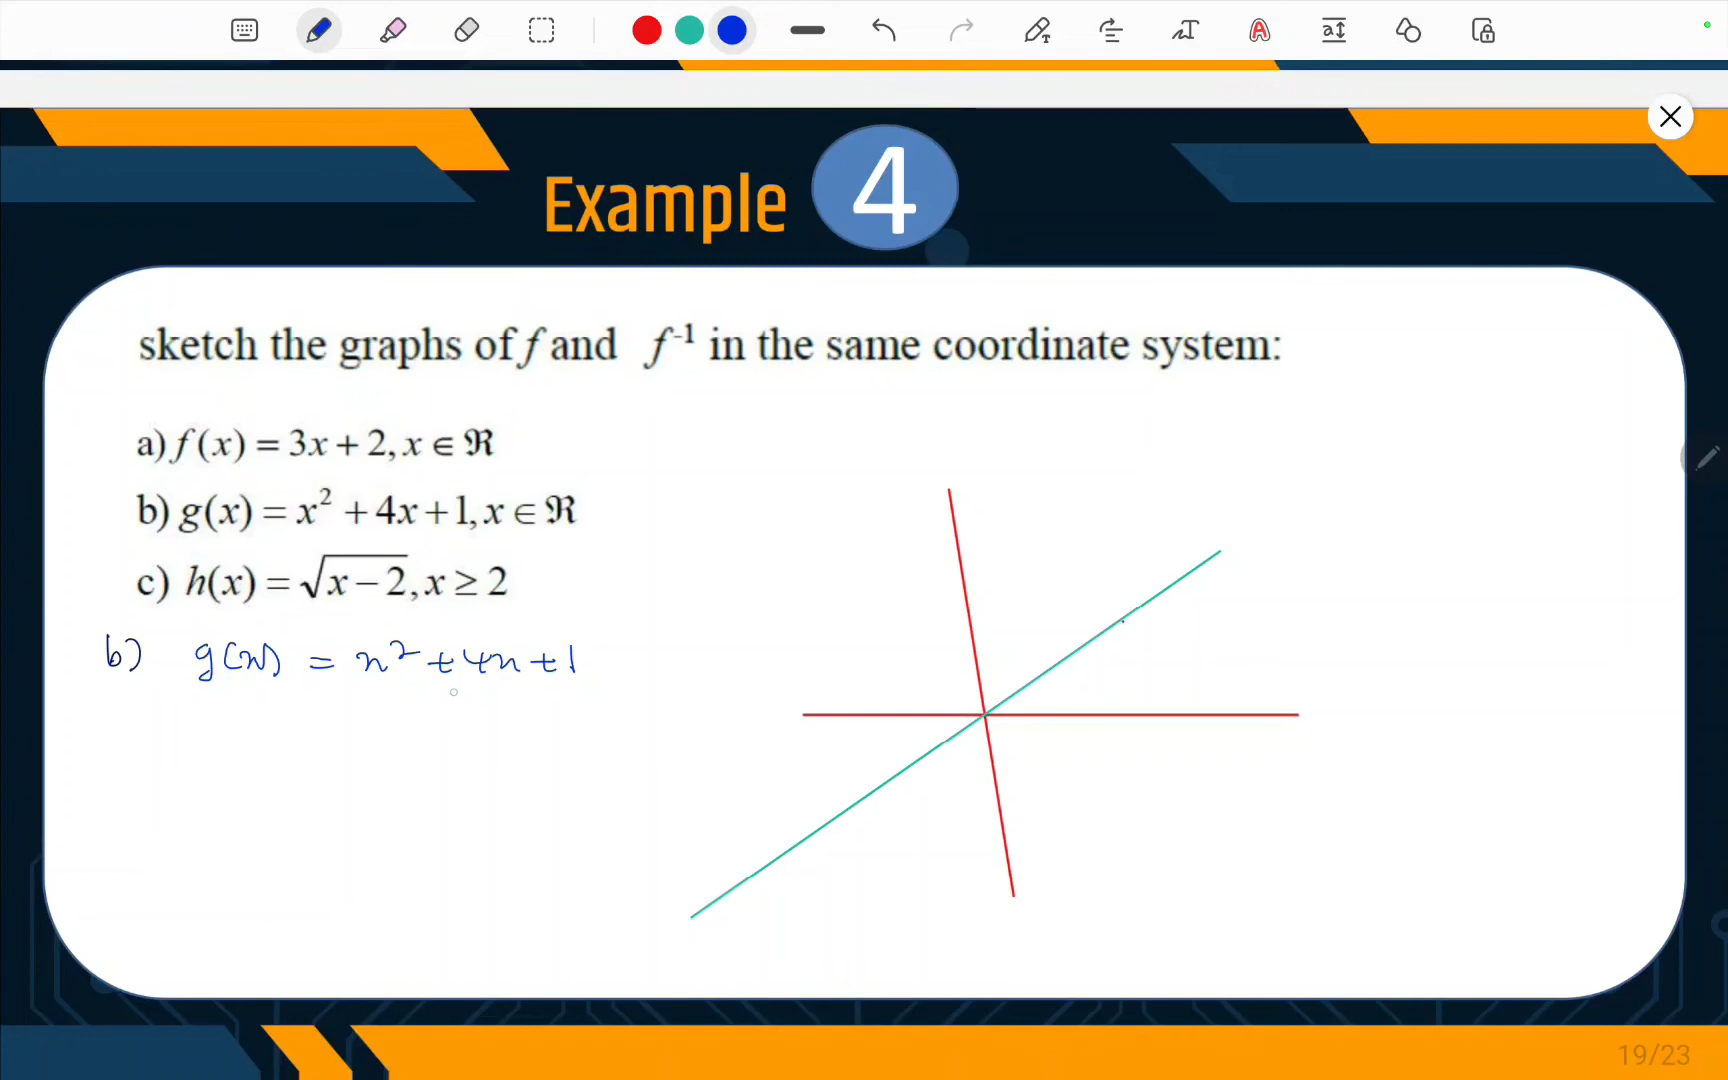 Example 4
sketch the graphs of f and f⁻¹ in the same coordinate system:
a) f(x) = 3x + 2, x ∈ ℜ
b) g(x) = x² + 4x + 1, x ∈ ℜ
c) h(x) = √(x − 2), x ≥ 2
b) g(x) = x² + 4x + 1
19/23